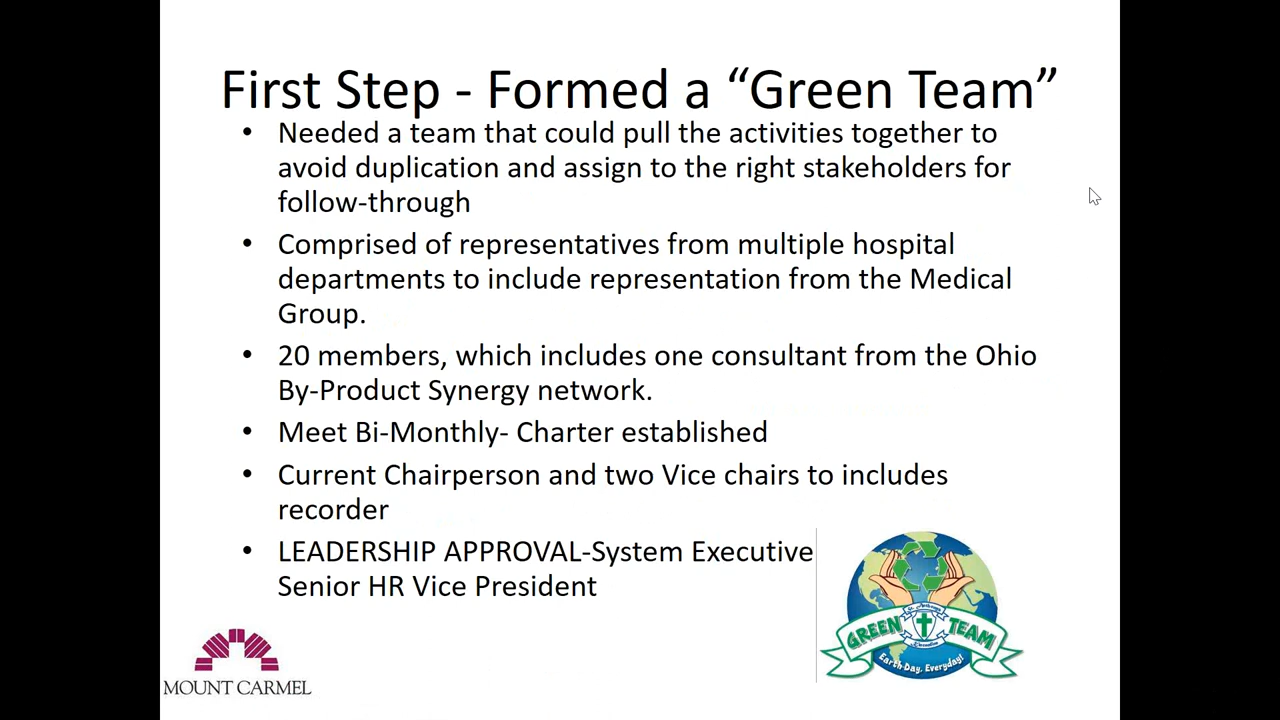 First Step - Formed a “Green Team”
• Needed a team that could pull the activities together to
avoid duplication and assign to the right stakeholders for
follow-through
• Comprised of representatives from multiple hospital
departments to include representation from the Medical
Group.
• 20 members, which includes one consultant from the Ohio
By-Product Synergy network.
• Meet Bi-Monthly- Charter established
• Current Chairperson and two Vice chairs to includes
recorder
• LEADERSHIP APPROVAL-System Executive
Senior HR Vice President
GREEN TEAM
Earth Day, Everyday!
MOUNT CARMEL